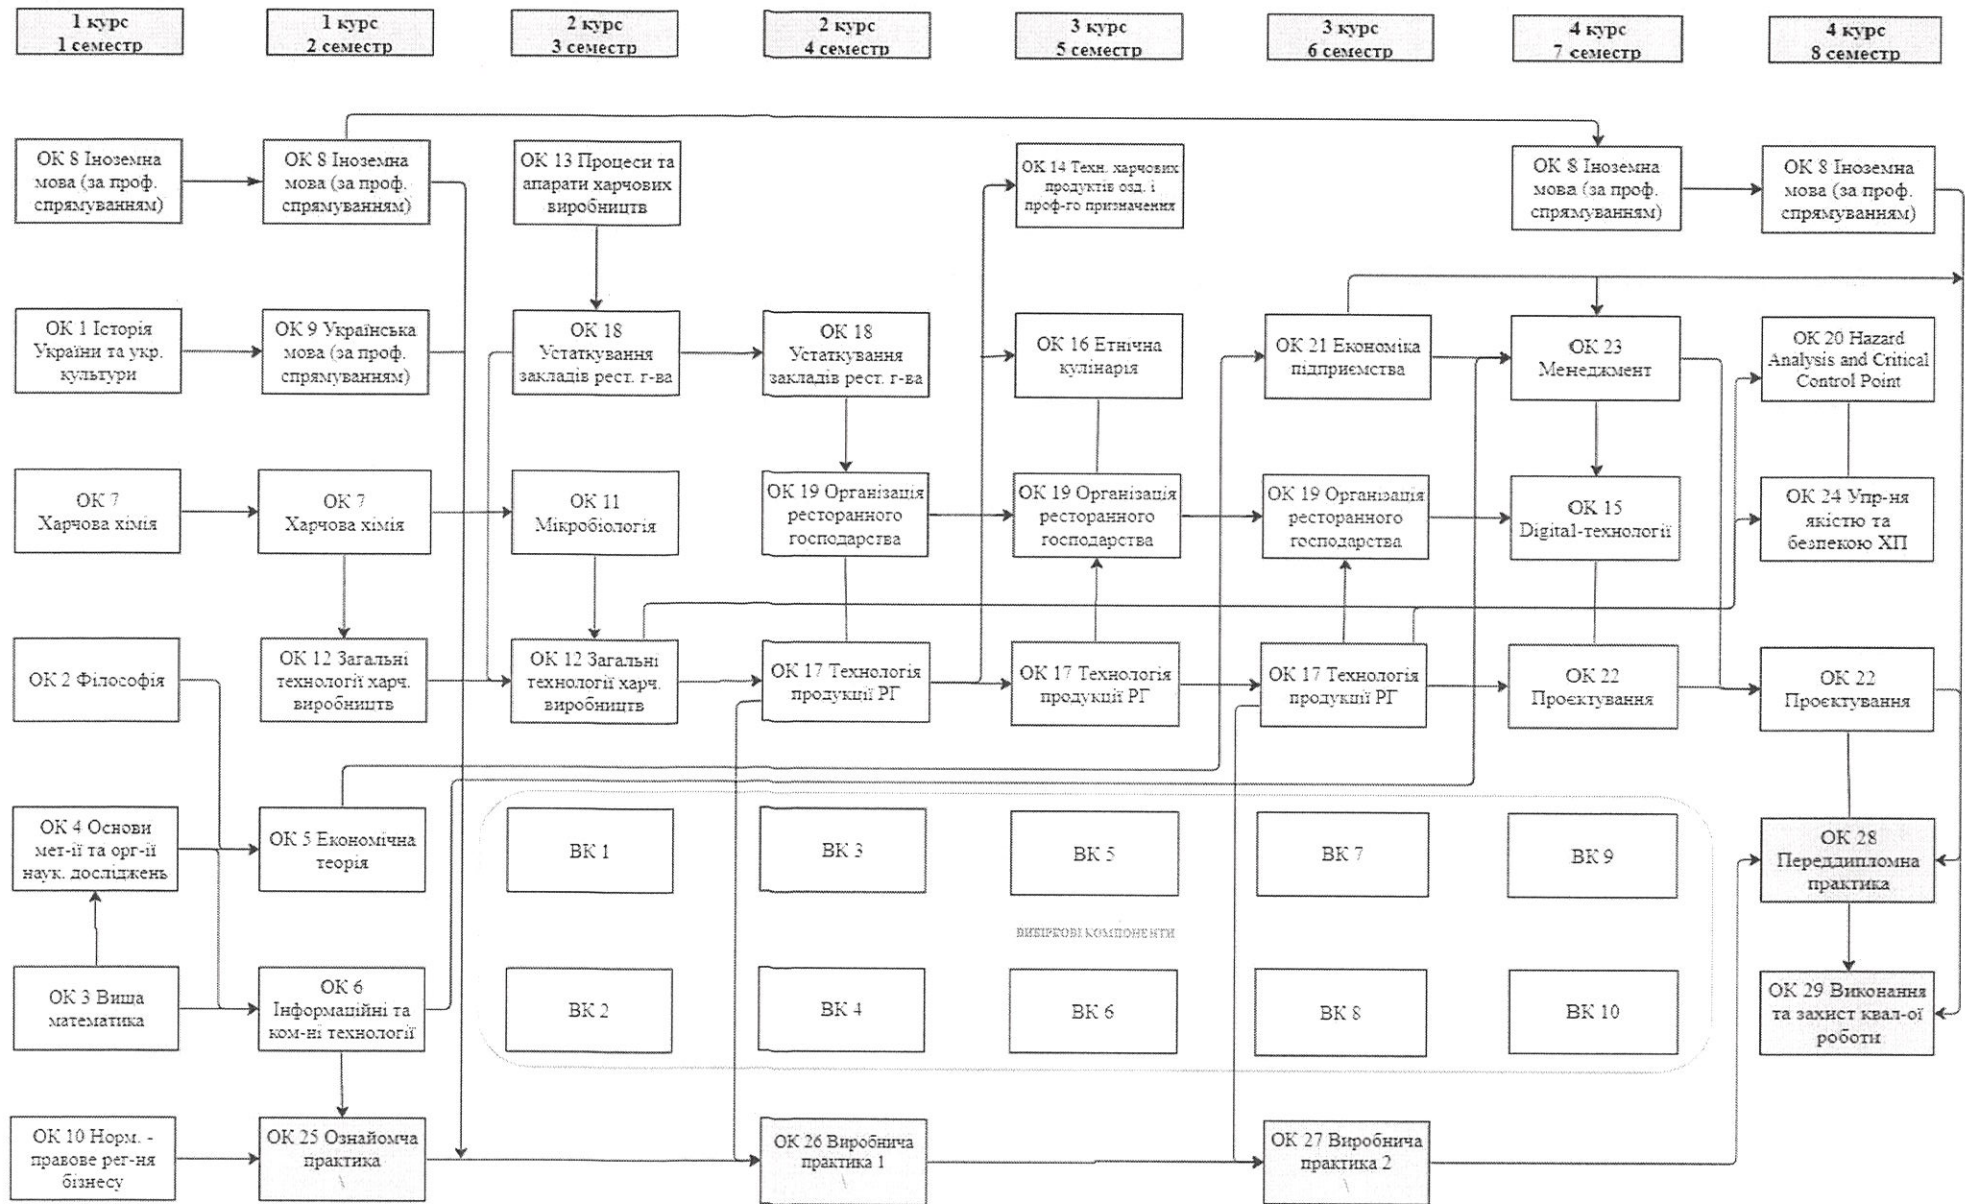 1 курс
1 семестр
1 курс
2 семестр
2 курс
3 семестр
2 курс
4 семестр
3 курс
5 семестр
3 курс
6 семестр
4 курс
7 семестр
4 курс
8 семестр
ОК 8 Іноземна
мова (за проф.
спрямуванням)
ОК 8 Іноземна
мова (за проф.
спрямуванням)
ОК 13 Процеси та
апарати харчових
виробництв
ОК 14 Техн. харчових
продуктів озд. і
проф-го призначення
ОК 8 Іноземна
мова (за проф.
спрямуванням)
ОК 8 Іноземна
мова (за проф.
спрямуванням)
ОК 1 Історія
України та укр.
культури
ОК 9 Українська
мова (за проф.
спрямуванням)
ОК 18
Устаткування
закладів рест. г-ва
ОК 18
Устаткування
закладів рест. г-ва
ОК 16 Етнічна
кулінарія
ОК 21 Економіка
підприємства
ОК 23
Менеджмент
ОК 20 Hazard
Analysis and Critical
Control Point
ОК 7
Харчова хімія
ОК 7
Харчова хімія
ОК 11
Мікробіологія
ОК 19 Організація
ресторанного
господарства
ОК 19 Організація
ресторанного
господарства
ОК 19 Організація
ресторанного
господарства
ОК 15
Digital-технології
ОК 24 Упр-ня
якістю та
безпекою ХП
ОК 2 Філософія
ОК 12 Загальні
технології харч.
виробництв
ОК 12 Загальні
технології харч.
виробництв
ОК 17 Технологія
продукції РГ
ОК 17 Технологія
продукції РГ
ОК 17 Технологія
продукції РГ
ОК 22
Проєктування
ОК 22
Проєктування
ОК 4 Основи
мет-ії та орг-ії
наук. досліджень
ОК 5 Економічна
теорія
ВК 1
ВК 3
ВК 5
ВК 7
ВК 9
ОК 28
Переддипломна
практика
ВИБІРКОВІ КОМПОНЕНТИ
ОК 3 Вища
математика
ОК 6
Інформаційні та
ком-ні технології
ВК 2
ВК 4
ВК 6
ВК 8
ВК 10
ОК 29 Виконання
та захист квал-ої
роботи
ОК 10 Норм. -
правове рег-ня
бізнесу
ОК 25 Ознайомча
практика
ОК 26 Виробнича
практика 1
ОК 27 Виробнича
практика 2